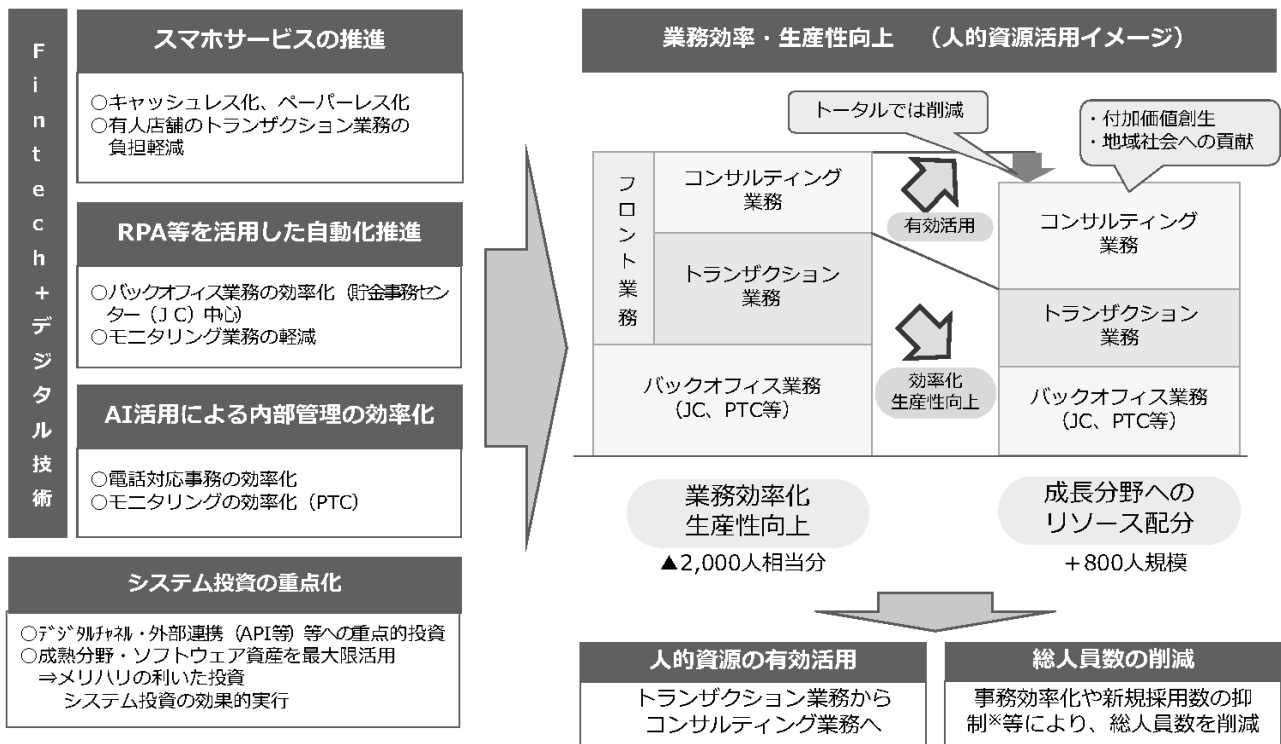 Fintech+デジタル技術
スマホサービスの推進
○キャッシュレス化、ペーパーレス化
○有人店舗のトランザクション業務の
負担軽減
RPA等を活用した自動化推進
○バックオフィス業務の効率化（貯金事務セン
ター（ＪＣ）中心）
○モニタリング業務の軽減
AI活用による内部管理の効率化
○電話対応事務の効率化
○モニタリングの効率化（PTC）
システム投資の重点化
○ﾃﾞｼﾞﾀﾙﾁｬﾈﾙ・外部連携（API等）等への重点的投資
○成熟分野・ソフトウェア資産を最大限活用
⇒メリハリの利いた投資
システム投資の効果的実行
業務効率・生産性向上　（人的資源活用イメージ）
トータルでは削減
・付加価値創生
・地域社会への貢献
フロント業務
コンサルティング
業務
トランザクション
業務
バックオフィス業務
（JC、PTC等）
有効活用
効率化
生産性向上
コンサルティング
業務
トランザクション
業務
バックオフィス業務
（JC、PTC等）
業務効率化
生産性向上
▲2,000人相当分
成長分野への
リソース配分
＋800人規模
人的資源の有効活用
トランザクション業務から
コンサルティング業務へ
総人員数の削減
事務効率化や新規採用数の抑
制※等により、総人員数を削減